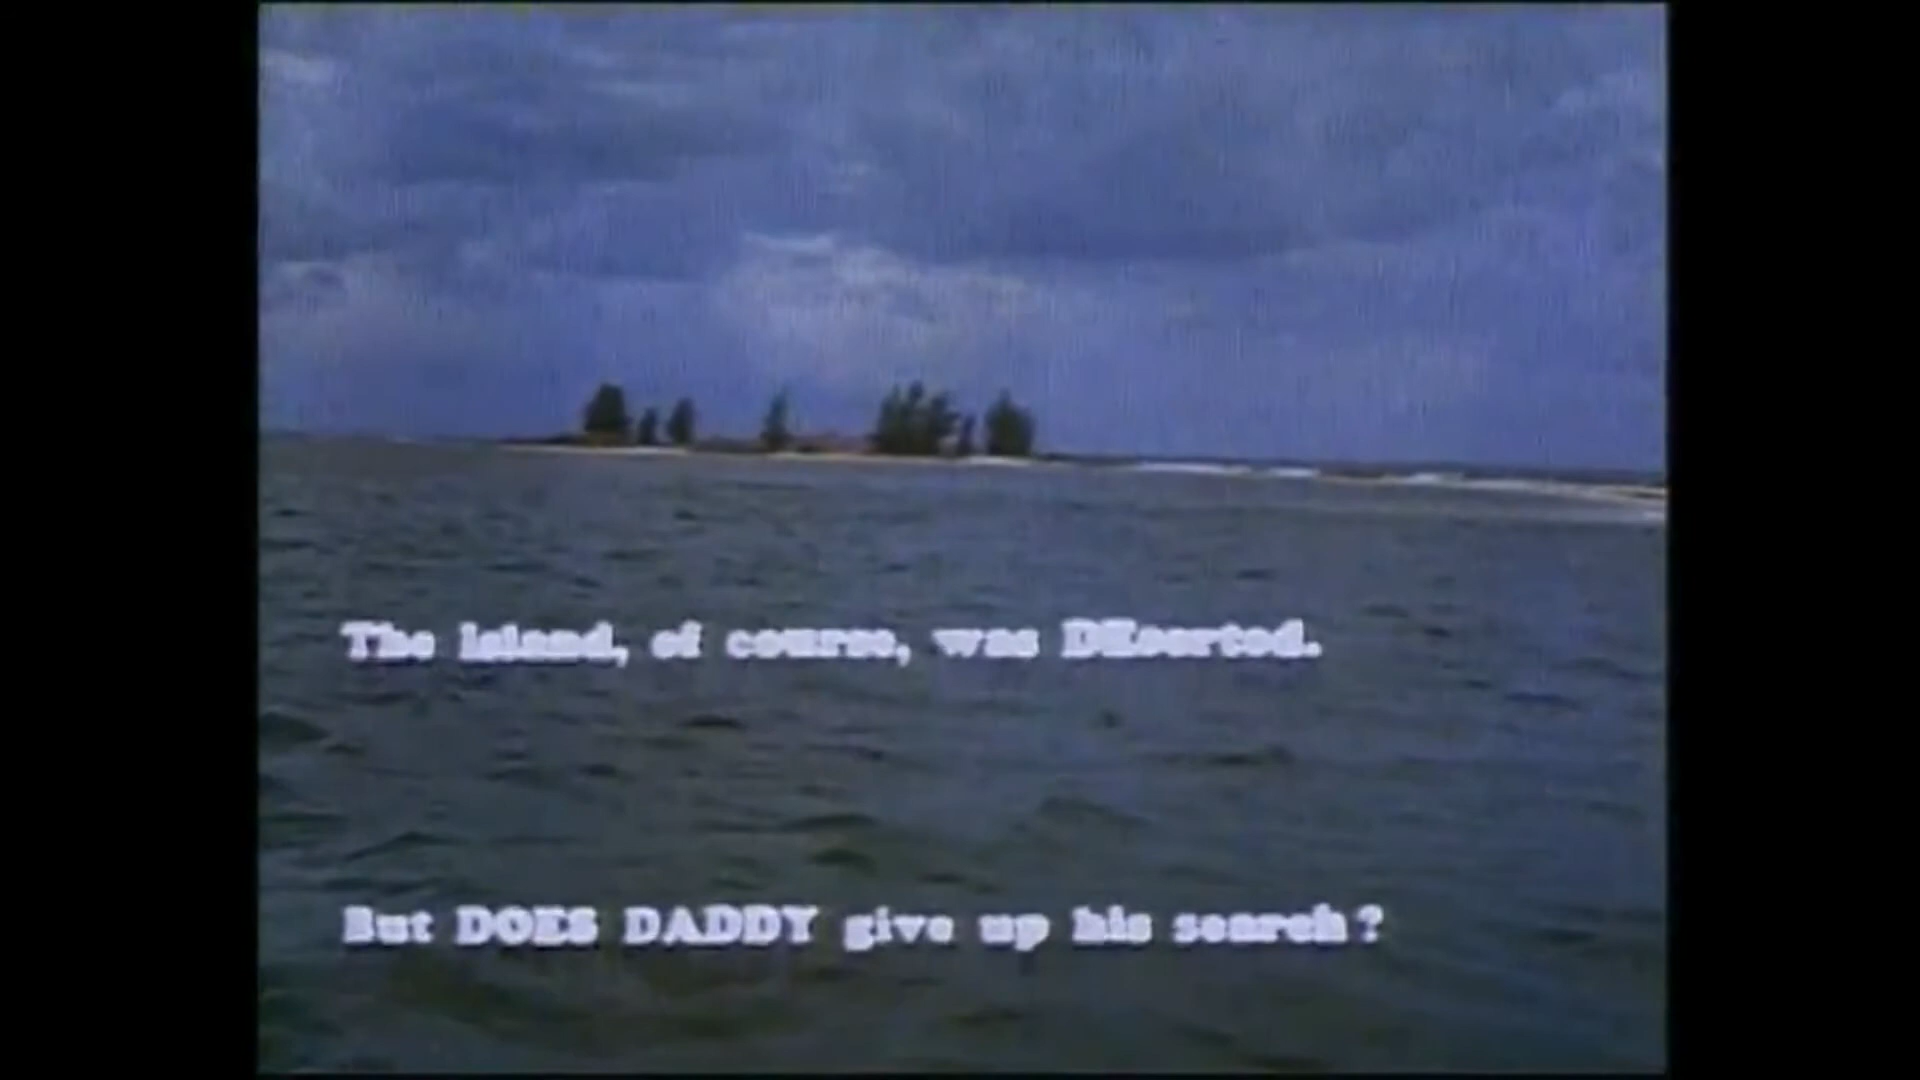 The island, of course, was DEserted.
But DOES DADDY give up his search?